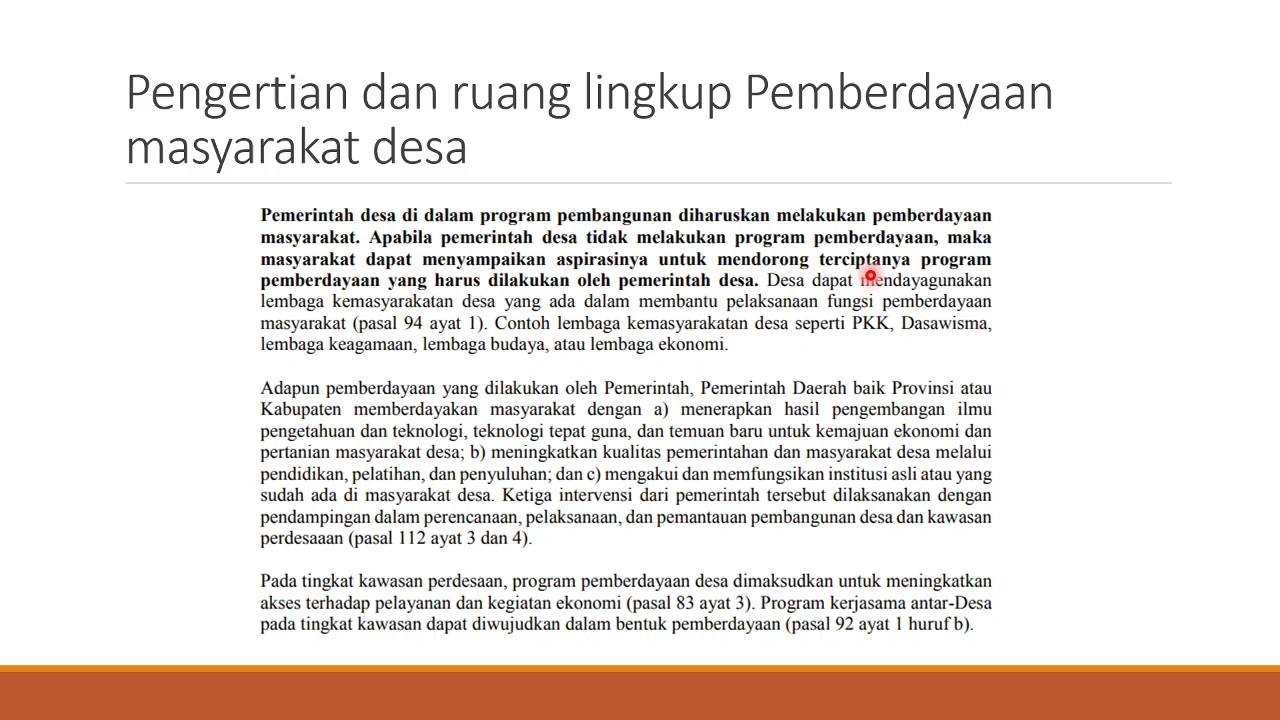 Pengertian dan ruang lingkup Pemberdayaan
masyarakat desa
Pemerintah desa di dalam program pembangunan diharuskan melakukan pemberdayaan
masyarakat. Apabila pemerintah desa tidak melakukan program pemberdayaan, maka
masyarakat dapat menyampaikan aspirasinya untuk mendorong terciptanya program
pemberdayaan yang harus dilakukan oleh pemerintah desa. Desa dapat mendayagunakan
lembaga kemasyarakatan desa yang ada dalam membantu pelaksanaan fungsi pemberdayaan
masyarakat (pasal 94 ayat 1). Contoh lembaga kemasyarakatan desa seperti PKK, Dasawisma,
lembaga keagamaan, lembaga budaya, atau lembaga ekonomi.
Adapun pemberdayaan yang dilakukan oleh Pemerintah, Pemerintah Daerah baik Provinsi atau
Kabupaten memberdayakan masyarakat dengan a) menerapkan hasil pengembangan ilmu
pengetahuan dan teknologi, teknologi tepat guna, dan temuan baru untuk kemajuan ekonomi dan
pertanian masyarakat desa; b) meningkatkan kualitas pemerintahan dan masyarakat desa melalui
pendidikan, pelatihan, dan penyuluhan; dan c) mengakui dan memfungsikan institusi asli atau yang
sudah ada di masyarakat desa. Ketiga intervensi dari pemerintah tersebut dilaksanakan dengan
pendampingan dalam perencanaan, pelaksanaan, dan pemantauan pembangunan desa dan kawasan
perdesaaan (pasal 112 ayat 3 dan 4).
Pada tingkat kawasan perdesaan, program pemberdayaan desa dimaksudkan untuk meningkatkan
akses terhadap pelayanan dan kegiatan ekonomi (pasal 83 ayat 3). Program kerjasama antar-Desa
pada tingkat kawasan dapat diwujudkan dalam bentuk pemberdayaan (pasal 92 ayat 1 huruf b).